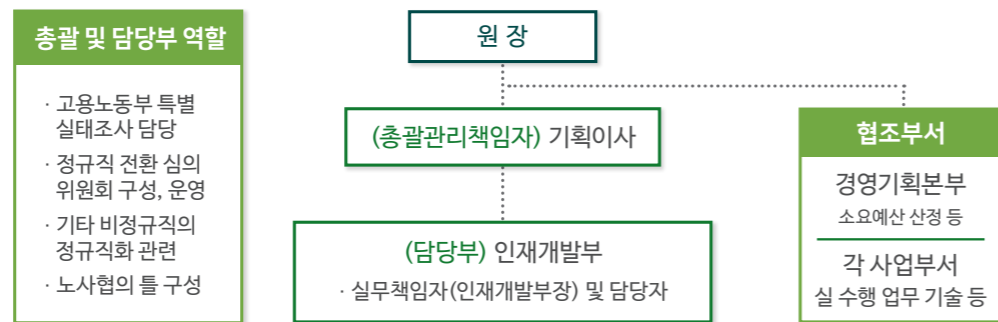 총괄 및 담당부 역할
· 고용노동부 특별
실태조사 담당
· 정규직 전환 심의
위원회 구성, 운영
· 기타 비정규직의
정규직화 관련
· 노사협의 틀 구성
원 장
(총괄관리책임자) 기획이사
(담당부) 인재개발부
· 실무책임자(인재개발부장) 및 담당자
협조부서
경영기획본부
소요예산 산정 등
각 사업부서
실 수행 업무 기술 등